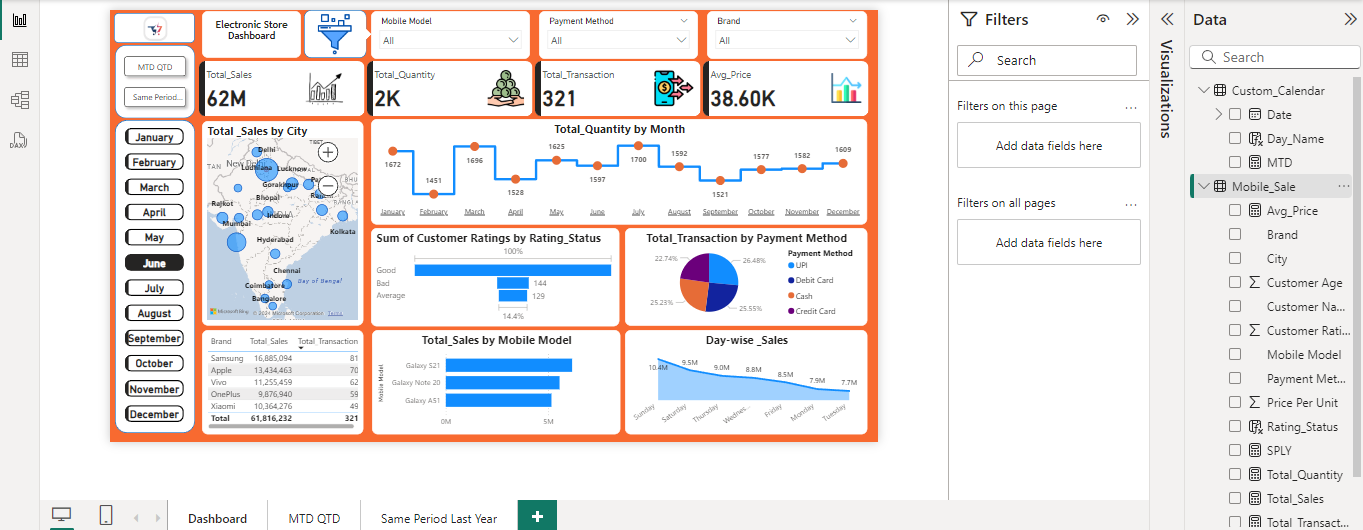 Electronic Store
Dashboard
Mobile Model
All
Payment Method
All
Brand
All
MTD QTD
Same Period...
Total_Sales
62M
Total_Quantity
2K
Total_Transaction
321
Avg_Price
38.60K
January
February
March
April
May
June
July
August
September
October
November
December
Total _Sales by City
Delhi
New Delhi
Ludhiana
Lucknow
Gorakhpur
Bhopal
Rajkot
Indore
INDIA
Mumbai
Kolkata
Hyderabad
Chennai
Bay of Bengal
Coimbatore
Bangalore
Microsoft Bing
© 2024 Microsoft Corporation
Terms
Total_Quantity by Month
1672
1451
1696
1528
1625
1597
1700
1592
1521
1577
1582
1609
January
February
March
April
May
June
July
August
September
October
November
December
Sum of Customer Ratings by Rating_Status
100%
Good
Bad
144
Average
129
14.4%
Total_Transaction by Payment Method
22.74%
26.48%
25.23%
25.55%
Payment Method
UPI
Debit Card
Cash
Credit Card
Brand Total_Sales Total_Transaction
Samsung 16,885,094 81
Apple 13,434,463 70
Vivo 11,255,459 62
OnePlus 9,876,940 59
Xiaomi 10,364,276 49
Total 61,816,232 321
Total_Sales by Mobile Model
Mobile Model
Galaxy S21
Galaxy Note 20
Galaxy A51
0M
5M
Day-wise _Sales
10.4M
9.5M
9.0M
8.8M
8.5M
7.9M
7.7M
Sunday
Saturday
Thursday
Wednes...
Friday
Monday
Tuesday
Dashboard
MTD QTD
Same Period Last Year
Filters
Search
Filters on this page
Add data fields here
Filters on all pages
Add data fields here
Visualizations
Data
Search
Custom_Calendar
Date
Day_Name
MTD
Mobile_Sale
Avg_Price
Brand
City
Customer Age
Customer Na...
Customer Rati...
Mobile Model
Payment Met...
Price Per Unit
Rating_Status
SPLY
Total_Quantity
Total_Sales
Total_Transact...